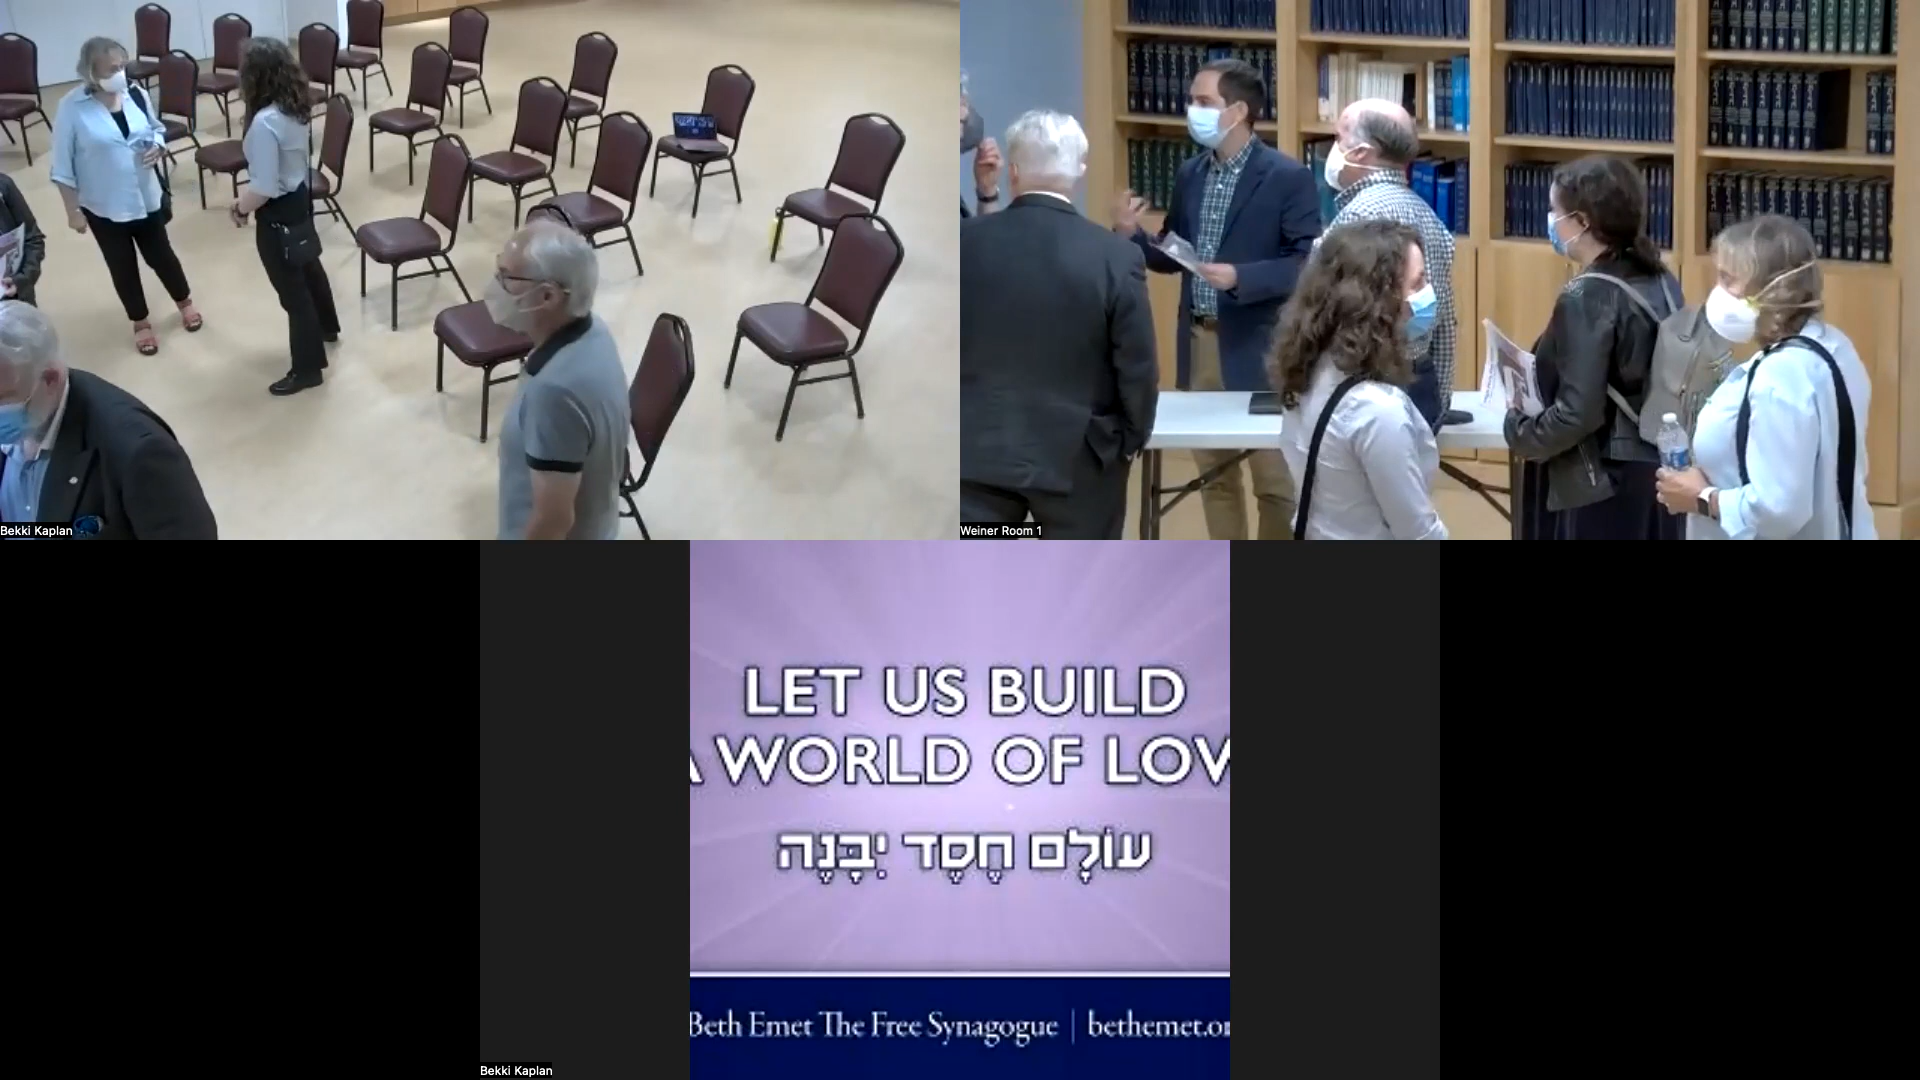 Bekki Kaplan
Weiner Room 1
LET US BUILD
A WORLD OF LOV
עוֹלָם חֶסֶד יִבָּנֶה
Beth Emet The Free Synagogue | bethemet.or
Bekki Kaplan